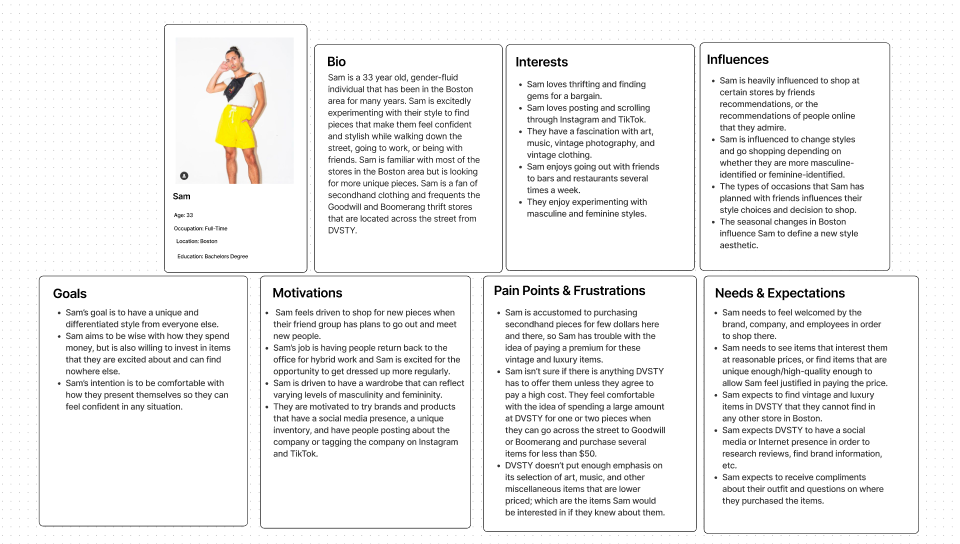 Sam
Age: 33
Occupation: Full-Time
Location: Boston
Education: Bachelors Degree
Bio
Sam is a 33 year old, gender-fluid
individual that has been in the Boston
area for many years. Sam is excitedly
experimenting with their style to find
pieces that make them feel confident
and stylish while walking down the
street, going to work, or being with
friends. Sam is familiar with most of the
stores in the Boston area but is looking
for more unique pieces. Sam is a fan of
secondhand clothing and frequents the
Goodwill and Boomerang thrift stores
that are located across the street from
DVSTY.
Interests
• Sam loves thrifting and finding
gems for a bargain.
• Sam loves posting and scrolling
through Instagram and TikTok.
• They have a fascination with art,
music, vintage photography, and
vintage clothing.
• Sam enjoys going out with friends
to bars and restaurants several
times a week.
• They enjoy experimenting with
masculine and feminine styles.
Influences
• Sam is heavily influenced to shop at
certain stores by friends
recommendations, or the
recommendations of people online
that they admire.
• Sam is influenced to change styles
and go shopping depending on
whether they are more masculine-
identified or feminine-identified.
• The types of occasions that Sam has
planned with friends influences their
style choices and decision to shop.
• The seasonal changes in Boston
influence Sam to define a new style
aesthetic.
Goals
• Sam's goal is to have a unique and
differentiated style from everyone else.
• Sam aims to be wise with how they spend
money, but is also willing to invest in items
that they are excited about and can find
nowhere else.
• Sam's intention is to be comfortable with
how they present themselves so they can
feel confident in any situation.
Motivations
• Sam feels driven to shop for new pieces when
their friend group has plans to go out and meet
new people.
• Sam's job is having people return back to the
office for hybrid work and Sam is excited for the
opportunity to get dressed up more regularly.
• Sam is driven to have a wardrobe that can reflect
varying levels of masculinity and femininity.
• They are motivated to try brands and products
that have a social media presence, a unique
inventory, and have people posting about the
company or tagging the company on Instagram
and TikTok.
Pain Points & Frustrations
• Sam is accustomed to purchasing
secondhand pieces for few dollars here
and there, so Sam has trouble with the
idea of paying a premium for these
vintage and luxury items.
• Sam isn't sure if there is anything DVSTY
has to offer them unless they agree to
pay a high cost. They feel comfortable
with the idea of spending a large amount
at DVSTY for one or two pieces when
they can go across the street to Goodwill
or Boomerang and purchase several
items for less than $50.
• DVSTY doesn't put enough emphasis on
its selection of art, music, and other
miscellaneous items that are lower
priced; which are the items Sam would
be interested in if they knew about them.
Needs & Expectations
• Sam needs to feel welcomed by the
brand, company, and employees in order
to shop there.
• Sam needs to see items that interest them
at reasonable prices, or find items that are
unique enough/high-quality enough to
allow Sam feel justified in paying the price.
• Sam expects to find vintage and luxury
items in DVSTY that they cannot find in
any other store in Boston.
• Sam expects DVSTY to have a social
media or Internet presence in order to
research reviews, find brand information,
etc.
• Sam expects to receive compliments
about their outfit and questions on where
they purchased the items.